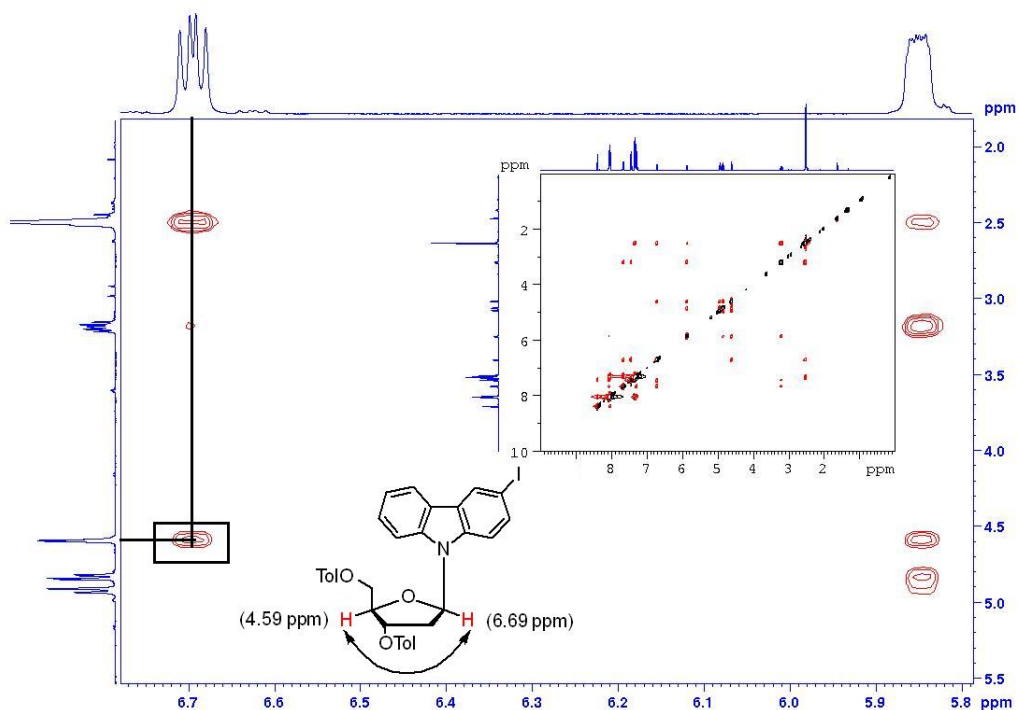 ppm
2.0
2.5
3.0
3.5
4.0
4.5
5.0
5.5
ppm
2
4
6
8
10
8 7 6 5 4 3 2 ppm
I
N
TolO
O
(4.59 ppm) H H (6.69 ppm)
OTol
6.7 6.6 6.5 6.4 6.3 6.2 6.1 6.0 5.9 5.8 ppm